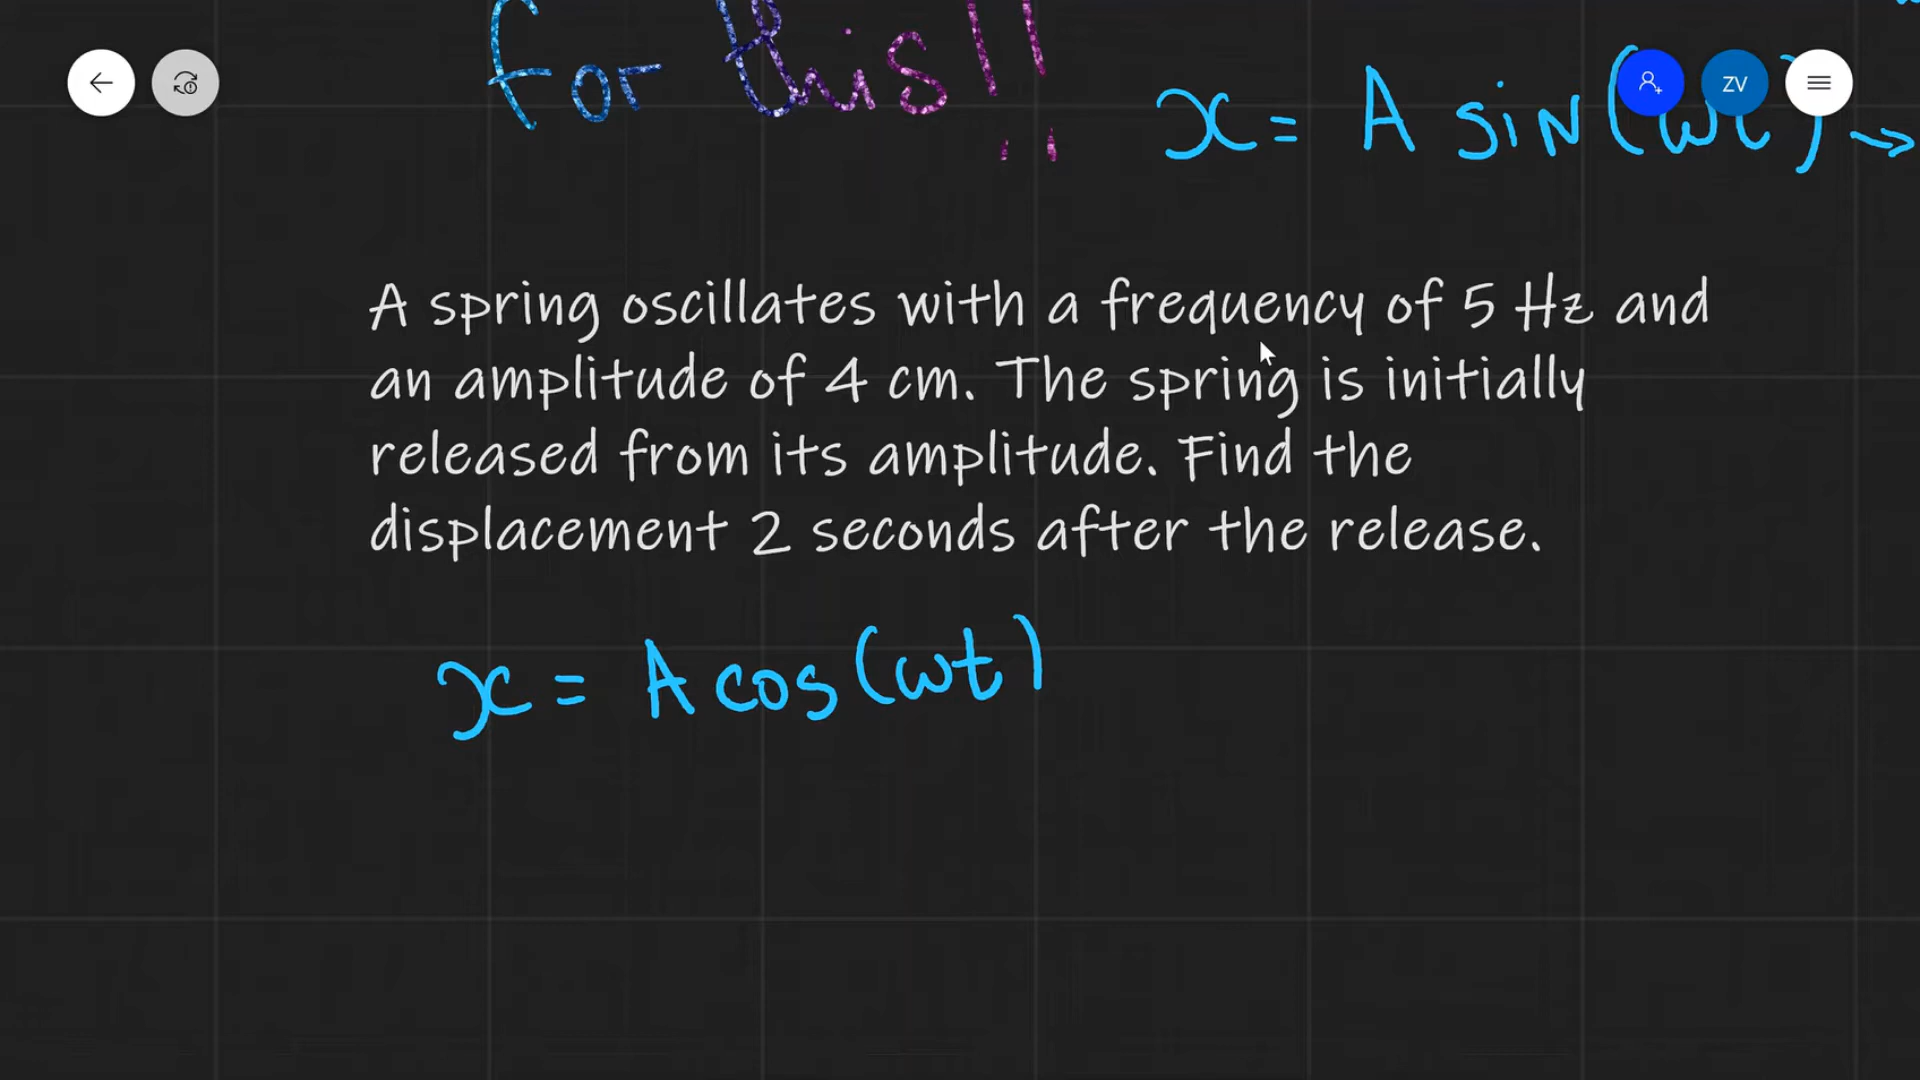 for this!!
ZV
x = A sin(ωt) →
A spring oscillates with a frequency of 5 Hz and
an amplitude of 4 cm. The spring is initially
released from its amplitude. Find the
displacement 2 seconds after the release.
x = A cos(ωt)